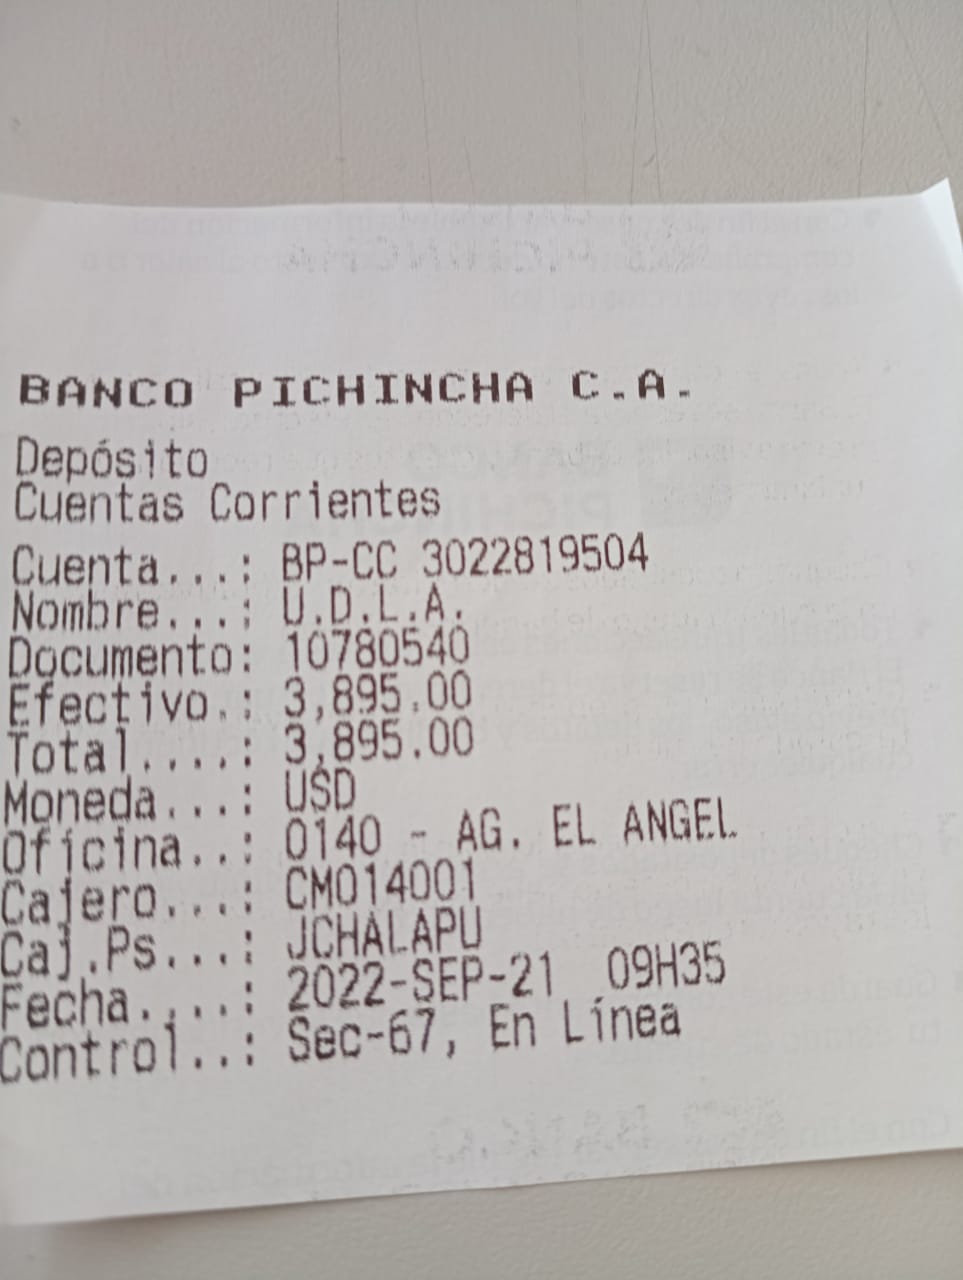 BANCO PICHINCHA C.A.
Depósito
Cuentas Corrientes
Cuenta...: BP-CC 3022819504
Nombre...: U.D.L.A.
Documento: 10780540
Efectivo.: 3,895.00
Total....: 3,895.00
Moneda...: USD
Oficina..: 0140 - AG. EL ANGEL
Cajero...: CM014001
Caj.Ps...: JCHALAPU
Fecha....: 2022-SEP-21 09H35
Control..: Sec-67, En Línea